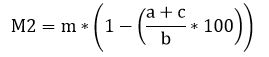 M2 = m * (1 − ((a + c)/b * 100))